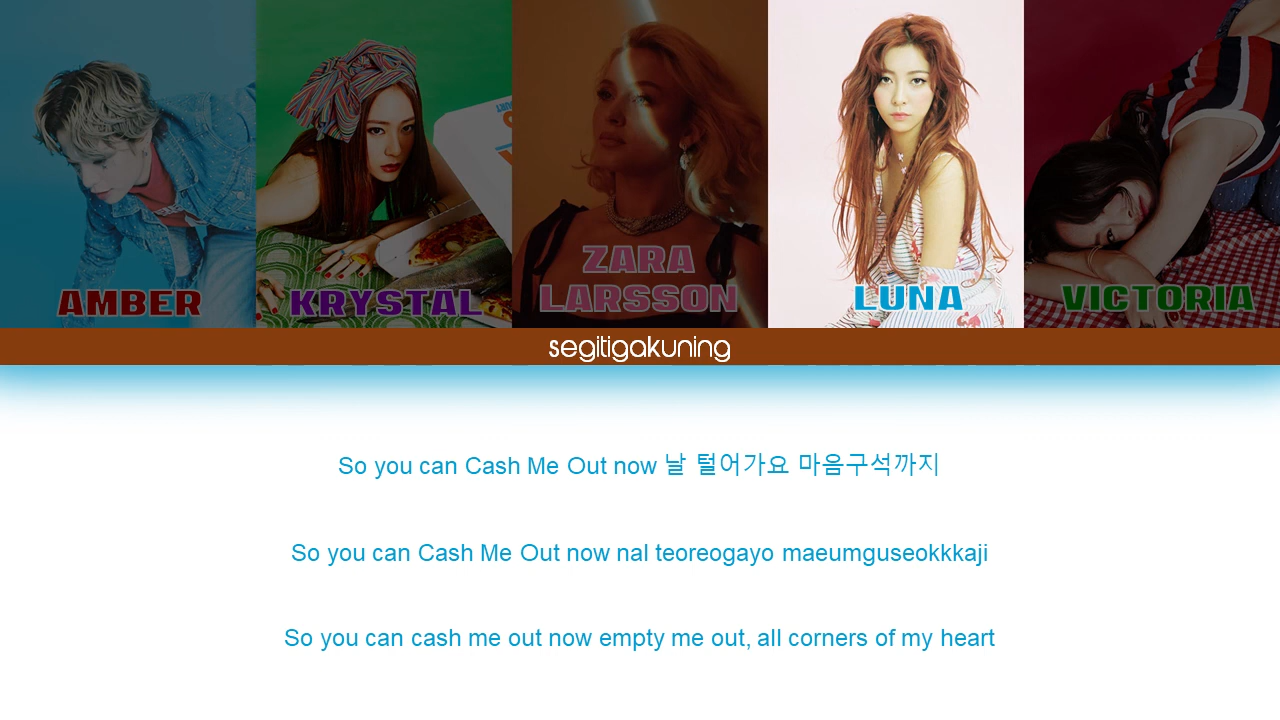 AMBER
KRYSTAL
ZARA
LARSSON
LUNA
VICTORIA
segitigakuning
So you can Cash Me Out now 날 털어가요 마음구석까지
So you can Cash Me Out now nal teoreogayo maeumguseokkkaji
So you can cash me out now empty me out, all corners of my heart